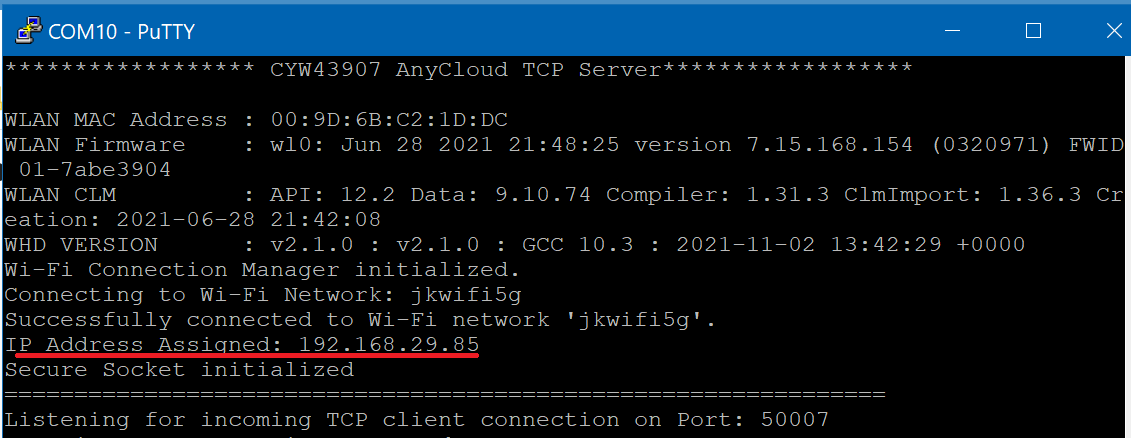 COM10 - PuTTY
****************** CYW43907 AnyCloud TCP Server******************
WLAN MAC Address : 00:9D:6B:C2:1D:DC
WLAN Firmware    : wl0: Jun 28 2021 21:48:25 version 7.15.168.154 (0320971) FWID
 01-7abe3904
WLAN CLM         : API: 12.2 Data: 9.10.74 Compiler: 1.31.3 ClmImport: 1.36.3 Cr
eation: 2021-06-28 21:42:08
WHD VERSION      : v2.1.0 : v2.1.0 : GCC 10.3 : 2021-11-02 13:42:29 +0000
Wi-Fi Connection Manager initialized.
Connecting to Wi-Fi Network: jkwifi5g
Successfully connected to Wi-Fi network 'jkwifi5g'.
IP Address Assigned: 192.168.29.85
Secure Socket initialized
===============================================================
Listening for incoming TCP client connection on Port: 50007